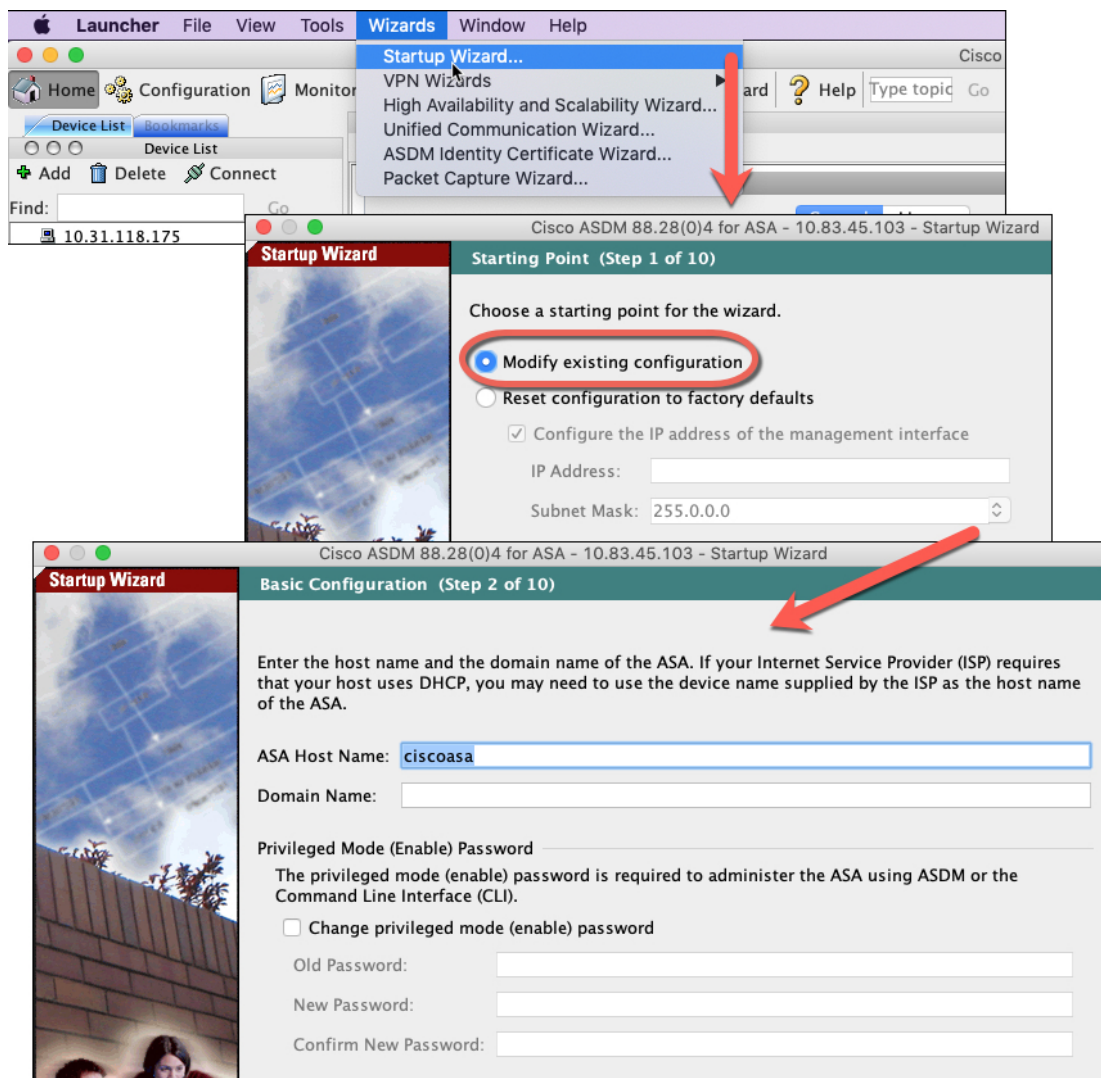 Launcher File View Tools Wizards Window Help
Startup Wizard...
Cisco
Home Configuration Monitor
VPN Wizards
ard Help Type topic Go
High Availability and Scalability Wizard...
Device List Bookmarks
Unified Communication Wizard...
Device List
ASDM Identity Certificate Wizard...
Add Delete Connect
Packet Capture Wizard...
Find: Go
10.31.118.175
Cisco ASDM 88.28(0)4 for ASA - 10.83.45.103 - Startup Wizard
Startup Wizard
Starting Point (Step 1 of 10)
Choose a starting point for the wizard.
Modify existing configuration
Reset configuration to factory defaults
Configure the IP address of the management interface
IP Address:
Subnet Mask: 255.0.0.0
Cisco ASDM 88.28(0)4 for ASA - 10.83.45.103 - Startup Wizard
Startup Wizard
Basic Configuration (Step 2 of 10)
Enter the host name and the domain name of the ASA. If your Internet Service Provider (ISP) requires
that your host uses DHCP, you may need to use the device name supplied by the ISP as the host name
of the ASA.
ASA Host Name: ciscoasa
Domain Name:
Privileged Mode (Enable) Password
The privileged mode (enable) password is required to administer the ASA using ASDM or the
Command Line Interface (CLI).
Change privileged mode (enable) password
Old Password:
New Password:
Confirm New Password: